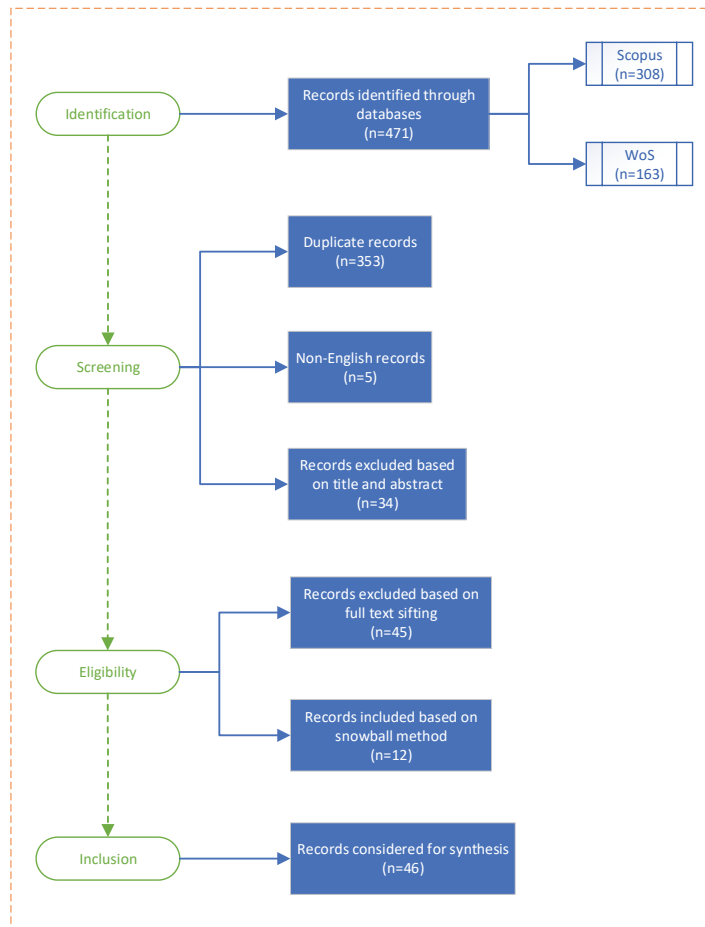 Identification
Records identified through
databases
(n=471)
Scopus
(n=308)
WoS
(n=163)
Screening
Duplicate records
(n=353)
Non-English records
(n=5)
Records excluded based
on title and abstract
(n=34)
Eligibility
Records excluded based on
full text sifting
(n=45)
Records included based on
snowball method
(n=12)
Inclusion
Records considered for synthesis
(n=46)